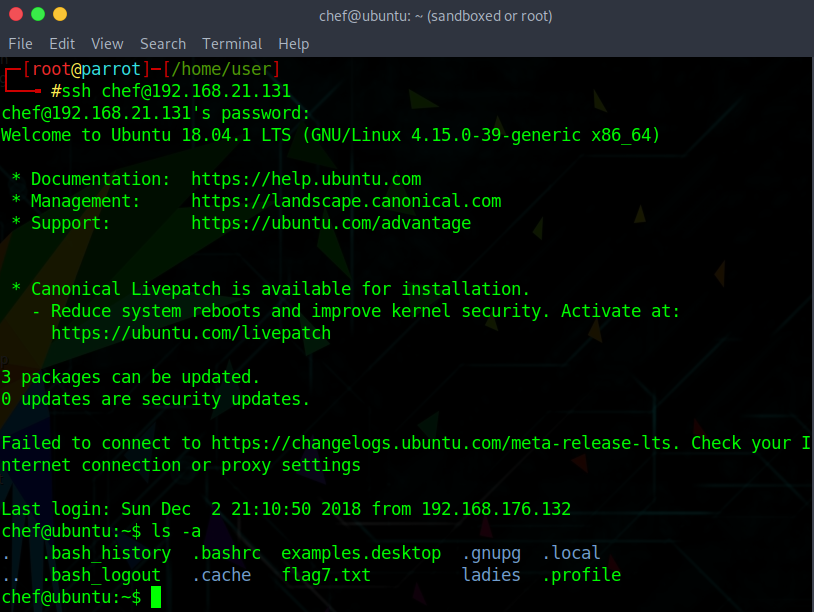 chef@ubuntu: ~ (sandboxed or root)
File Edit View Search Terminal Help
┌─[root@parrot]─[/home/user]
└──╼ #ssh chef@192.168.21.131
chef@192.168.21.131's password:
Welcome to Ubuntu 18.04.1 LTS (GNU/Linux 4.15.0-39-generic x86_64)
* Documentation:  https://help.ubuntu.com
* Management:     https://landscape.canonical.com
* Support:        https://ubuntu.com/advantage
* Canonical Livepatch is available for installation.
- Reduce system reboots and improve kernel security. Activate at:
https://ubuntu.com/livepatch
3 packages can be updated.
0 updates are security updates.
Failed to connect to https://changelogs.ubuntu.com/meta-release-lts. Check your I
nternet connection or proxy settings
Last login: Sun Dec  2 21:10:50 2018 from 192.168.176.132
chef@ubuntu:~$ ls -a
.   .bash_history  .bashrc  examples.desktop  .gnupg  .local
..  .bash_logout   .cache   flag7.txt         ladies  .profile
chef@ubuntu:~$